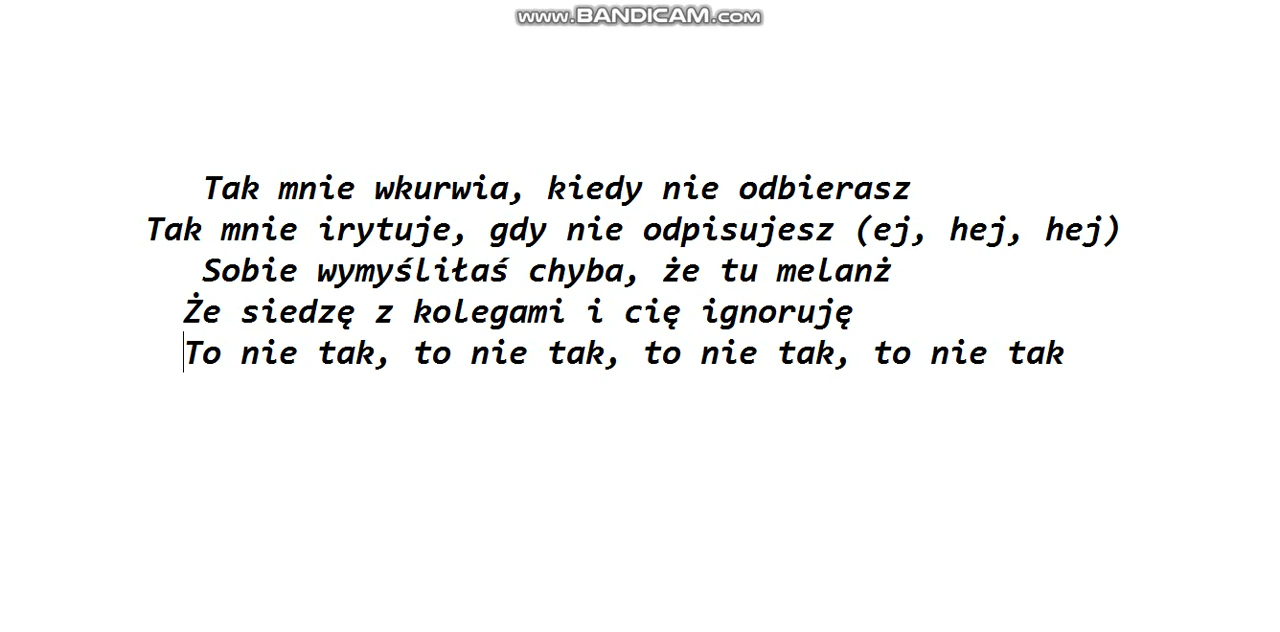 www.BANDICAM.com
Tak mnie wkurwia, kiedy nie odbierasz
Tak mnie irytuje, gdy nie odpisujesz (ej, hej, hej)
Sobie wymyśliłaś chyba, że tu melanż
Że siedzę z kolegami i cię ignoruję
To nie tak, to nie tak, to nie tak, to nie tak